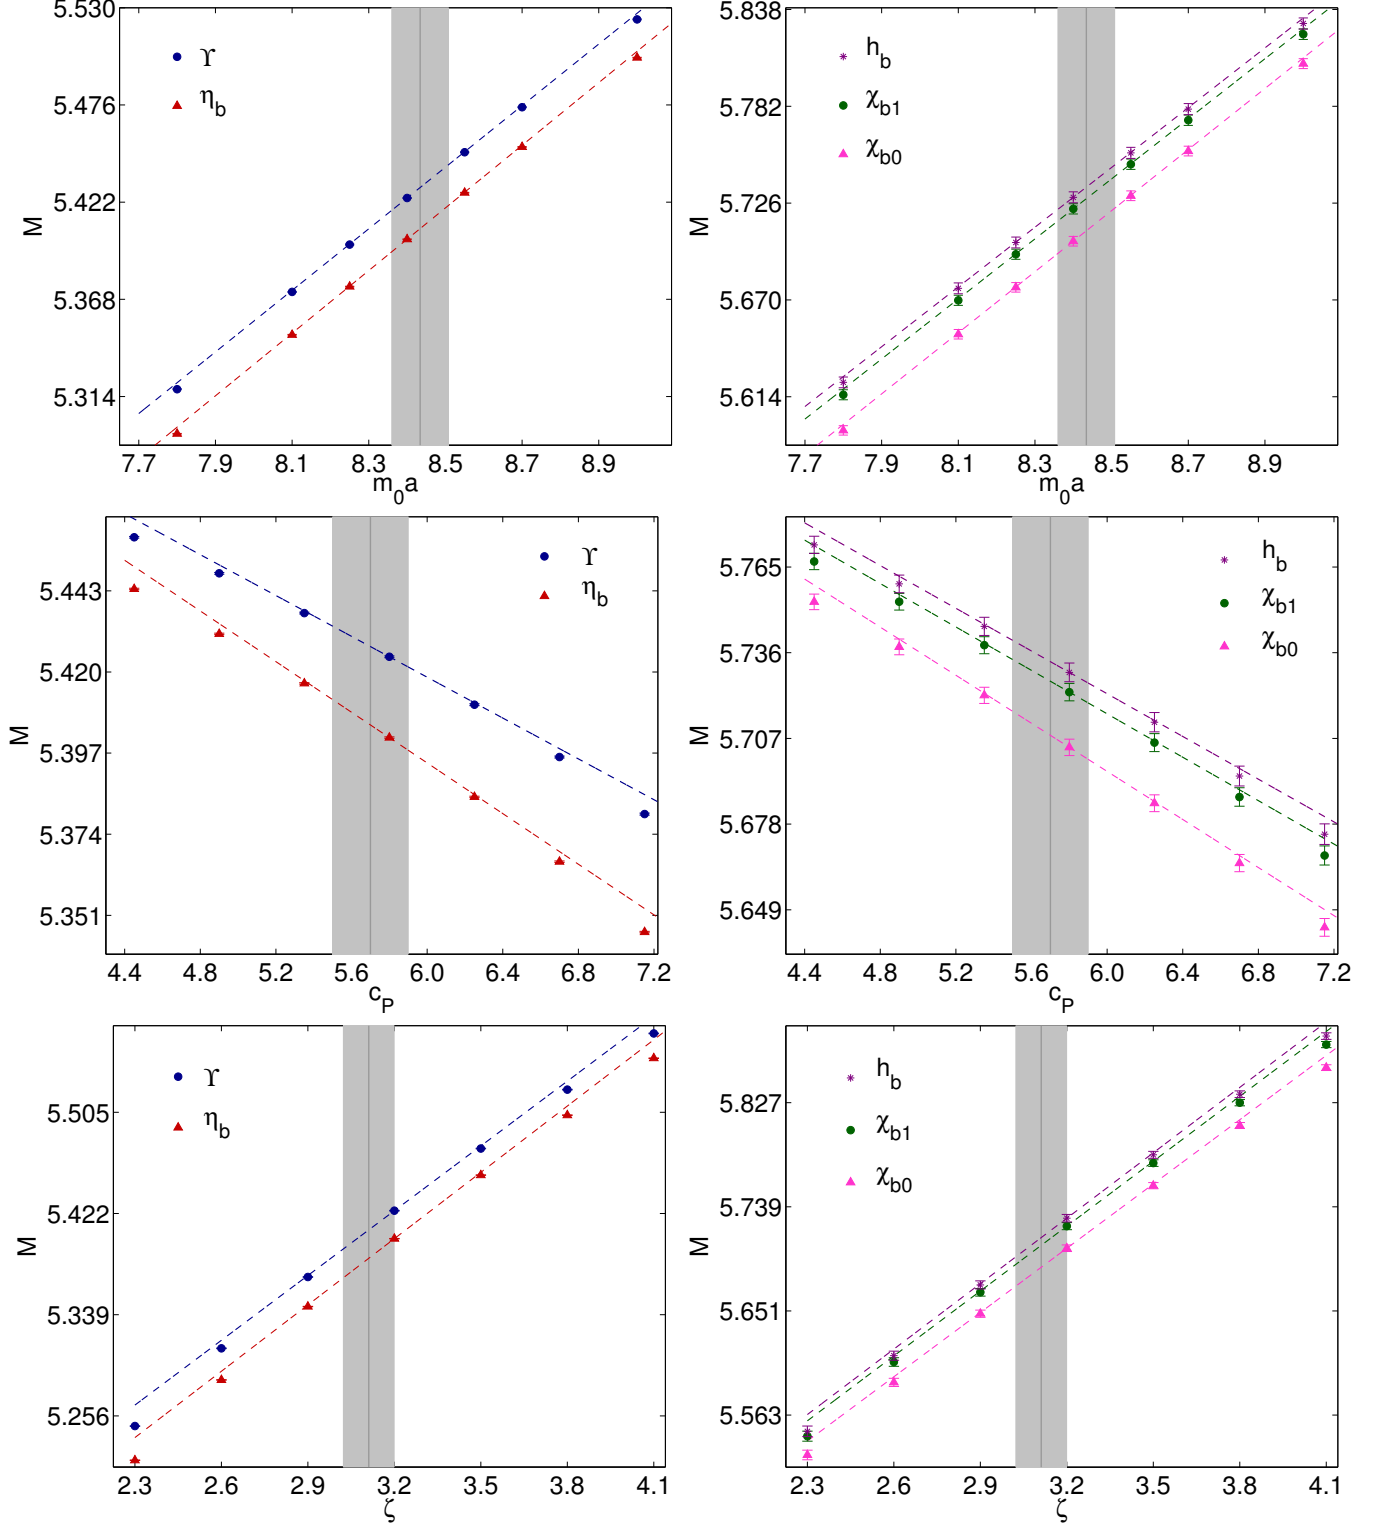 5.530
5.476
5.422
5.368
5.314
M
ϒ
η_b
7.7 7.9 8.1 8.3 8.5 8.7 8.9
m_0a
5.838
5.782
5.726
5.670
5.614
M
h_b
χ_b1
χ_b0
7.7 7.9 8.1 8.3 8.5 8.7 8.9
m_0a
5.443
5.420
5.397
5.374
5.351
M
ϒ
η_b
4.4 4.8 5.2 5.6 6.0 6.4 6.8 7.2
c_P
5.765
5.736
5.707
5.678
5.649
M
h_b
χ_b1
χ_b0
4.4 4.8 5.2 5.6 6.0 6.4 6.8 7.2
c_P
5.505
5.422
5.339
5.256
M
ϒ
η_b
2.3 2.6 2.9 3.2 3.5 3.8 4.1
ζ
5.827
5.739
5.651
5.563
M
h_b
χ_b1
χ_b0
2.3 2.6 2.9 3.2 3.5 3.8 4.1
ζ